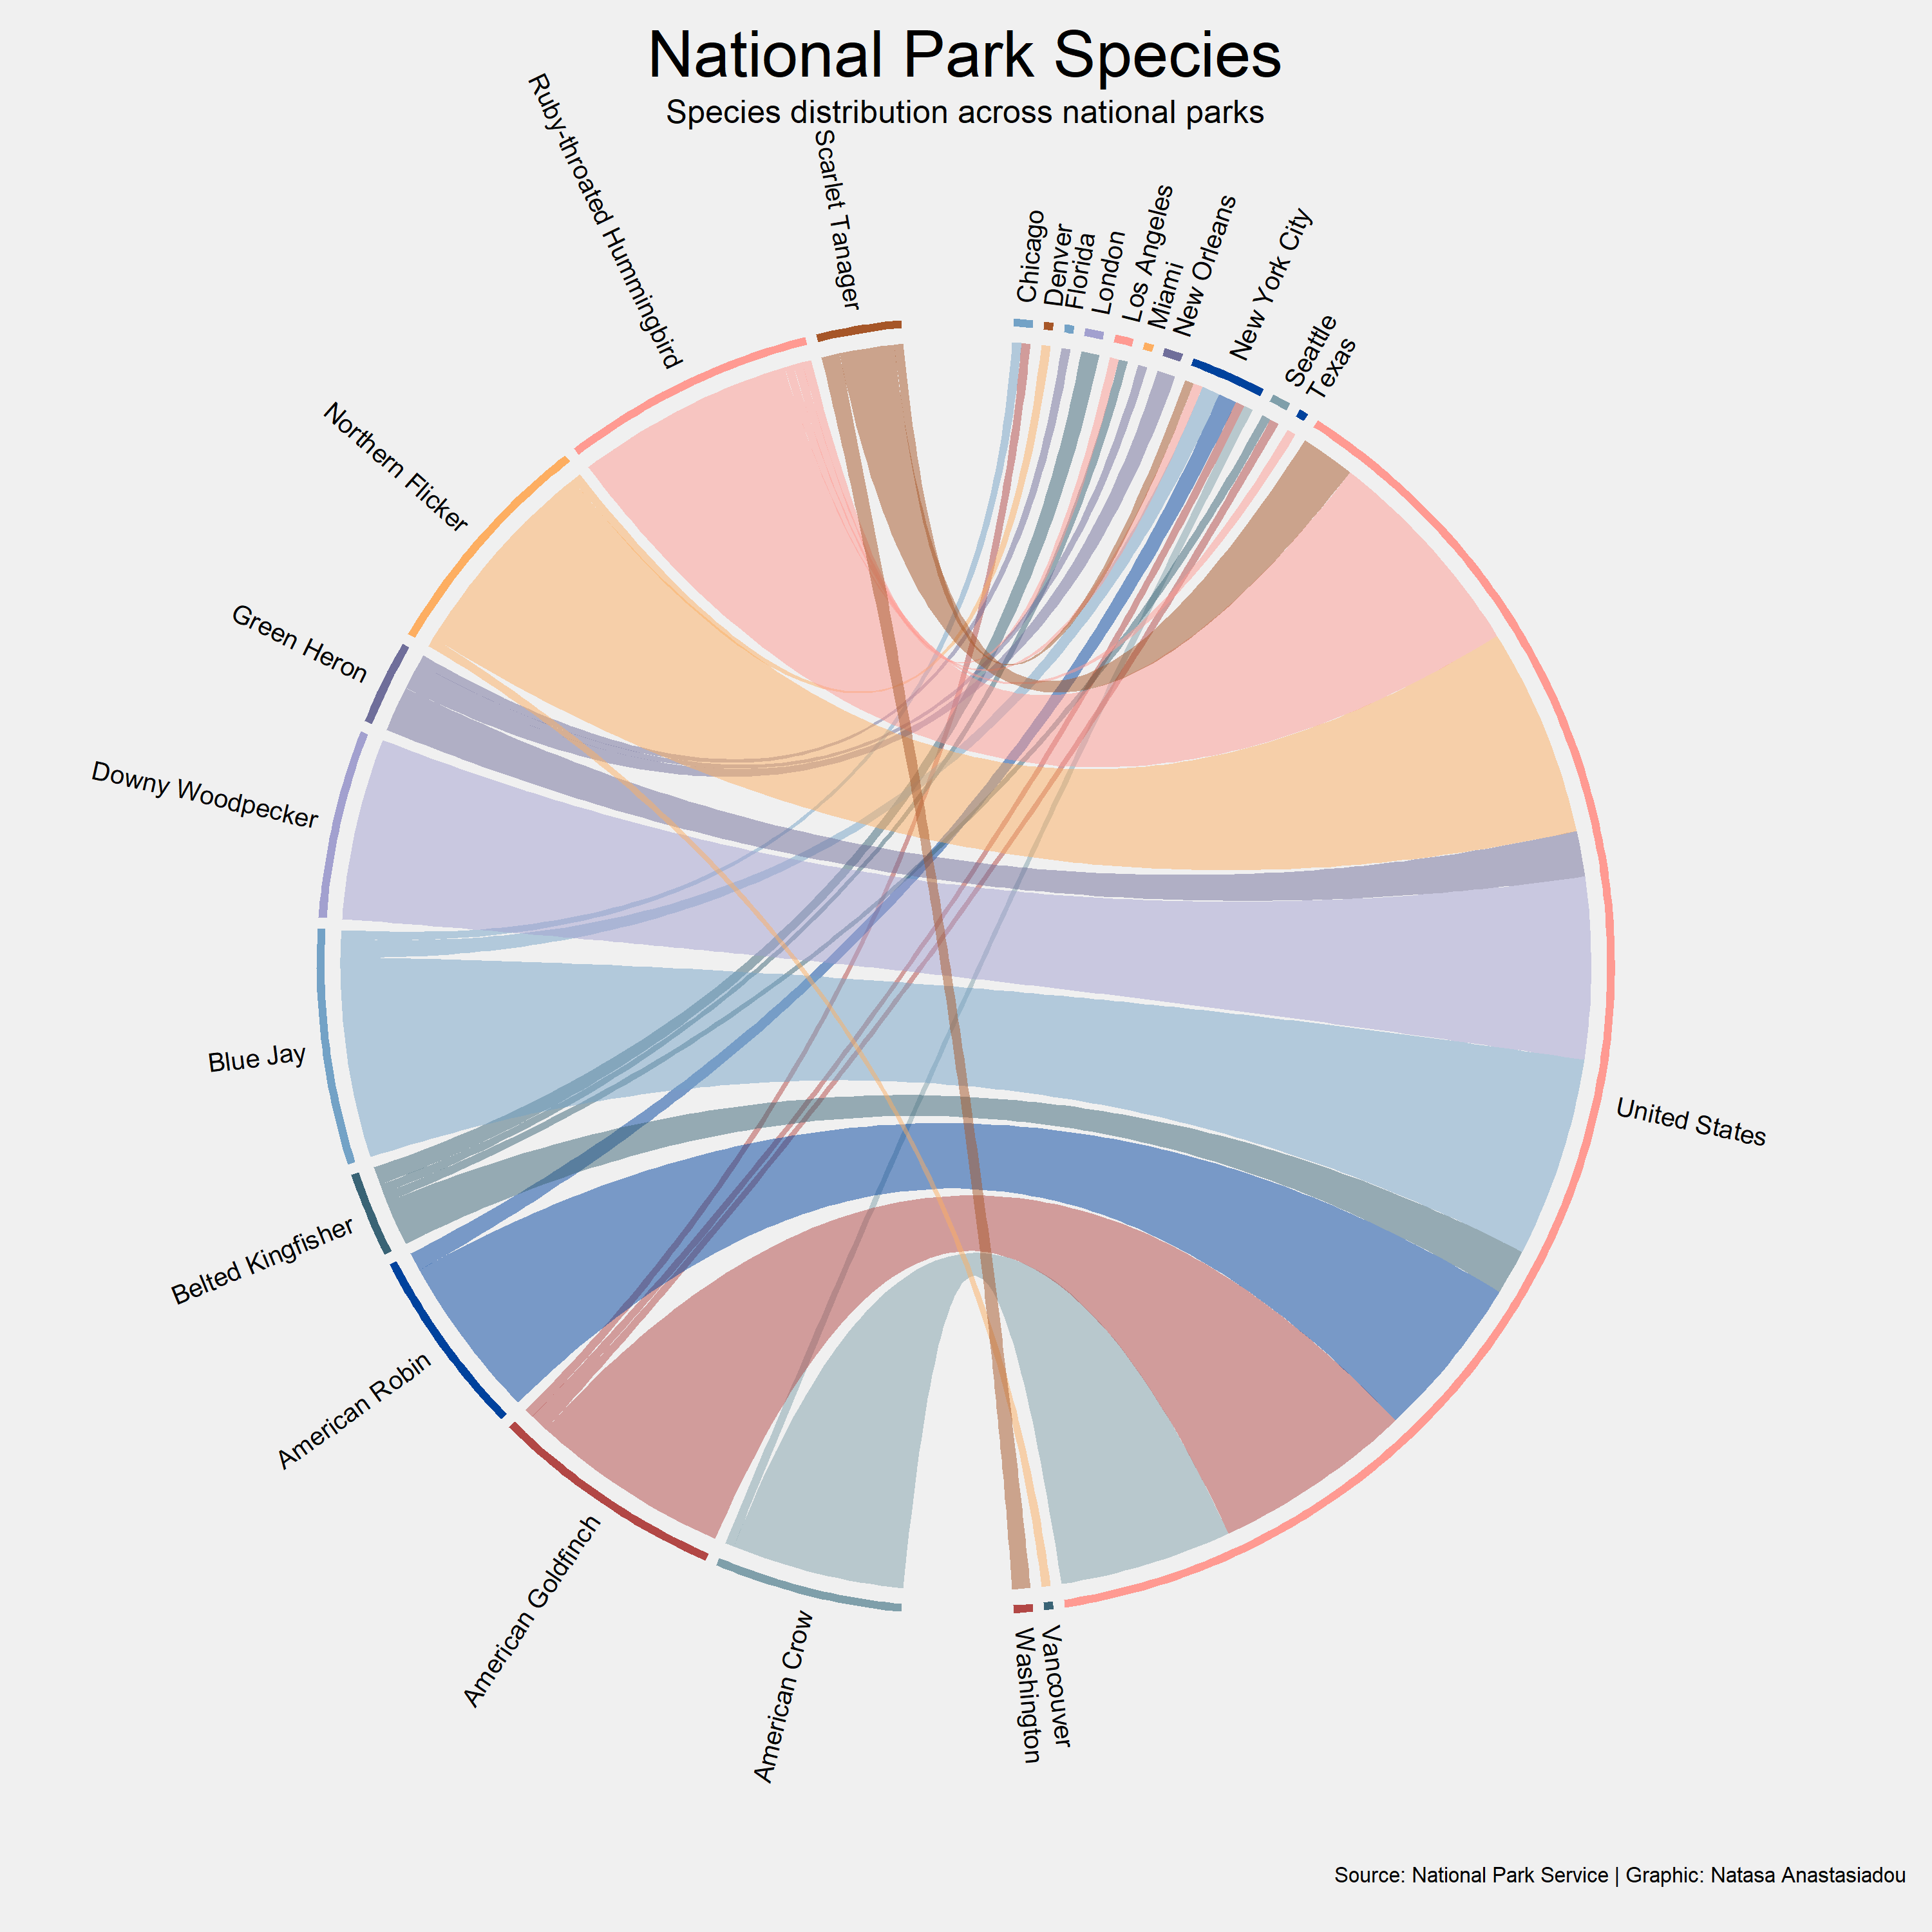 National Park Species
Species distribution across national parks
Ruby-throated Hummingbird
Scarlet Tanager
Chicago
Denver
Florida
London
Los Angeles
Miami
New Orleans
New York City
Seattle
Texas
Northern Flicker
Green Heron
Downy Woodpecker
Blue Jay
United States
Belted Kingfisher
American Robin
American Goldfinch
American Crow
Washington
Vancouver
Source: National Park Service | Graphic: Natasa Anastasiadou